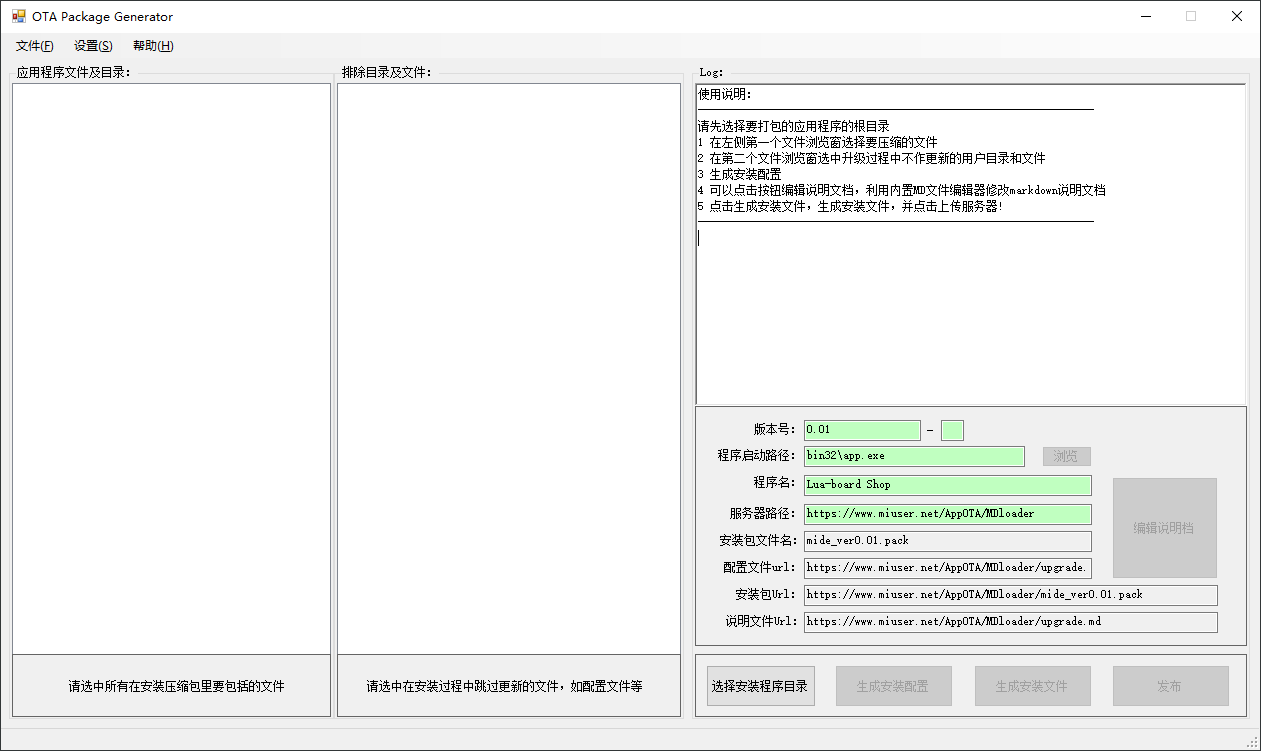 OTA Package Generator
文件(F) 设置(S) 帮助(H)
应用程序文件及目录:
排除目录及文件:
Log:
使用说明:
请先选择要打包的应用程序的根目录
1 在左侧第一个文件浏览窗选择要压缩的文件
2 在第二个文件浏览窗选中升级过程中不作更新的用户目录和文件
3 生成安装配置
4 可以点击按钮编辑说明文档，利用内置MD文件编辑器修改markdown说明文档
5 点击生成安装文件，生成安装文件，并点击上传服务器!
版本号: 0.01 -
程序启动路径: bin32\app.exe 浏览
程序名: Lua-board Shop
服务器路径: https://www.miuser.net/AppOTA/MDloader
安装包文件名: mide_ver0.01.pack
编辑说明档
配置文件url: https://www.miuser.net/AppOTA/MDloader/upgrade.
安装包Url: https://www.miuser.net/AppOTA/MDloader/mide_ver0.01.pack
说明文件Url: https://www.miuser.net/AppOTA/MDloader/upgrade.md
请选中所有在安装压缩包里要包括的文件
请选中在安装过程中跳过更新的文件，如配置文件等
选择安装程序目录 生成安装配置 生成安装文件 发布